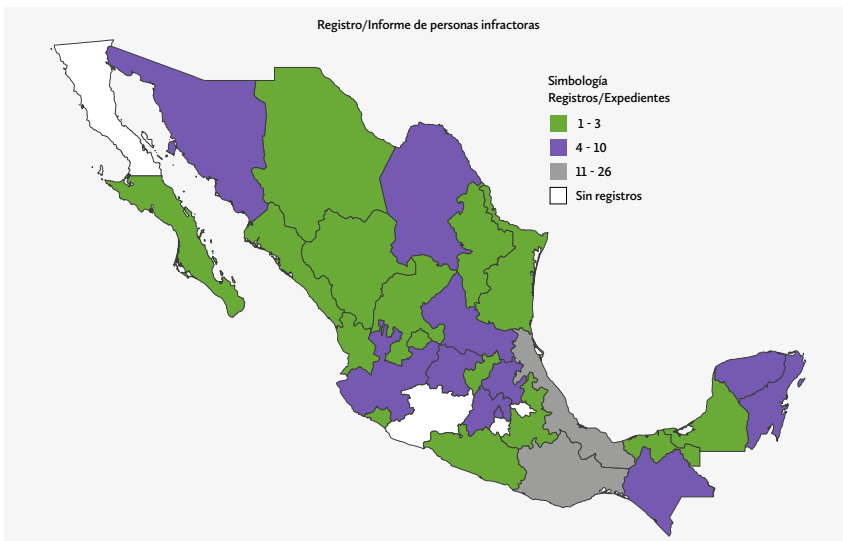 Registro/Informe de personas infractoras
Simbología
Registros/Expedientes
1 - 3
4 - 10
11 - 26
Sin registros